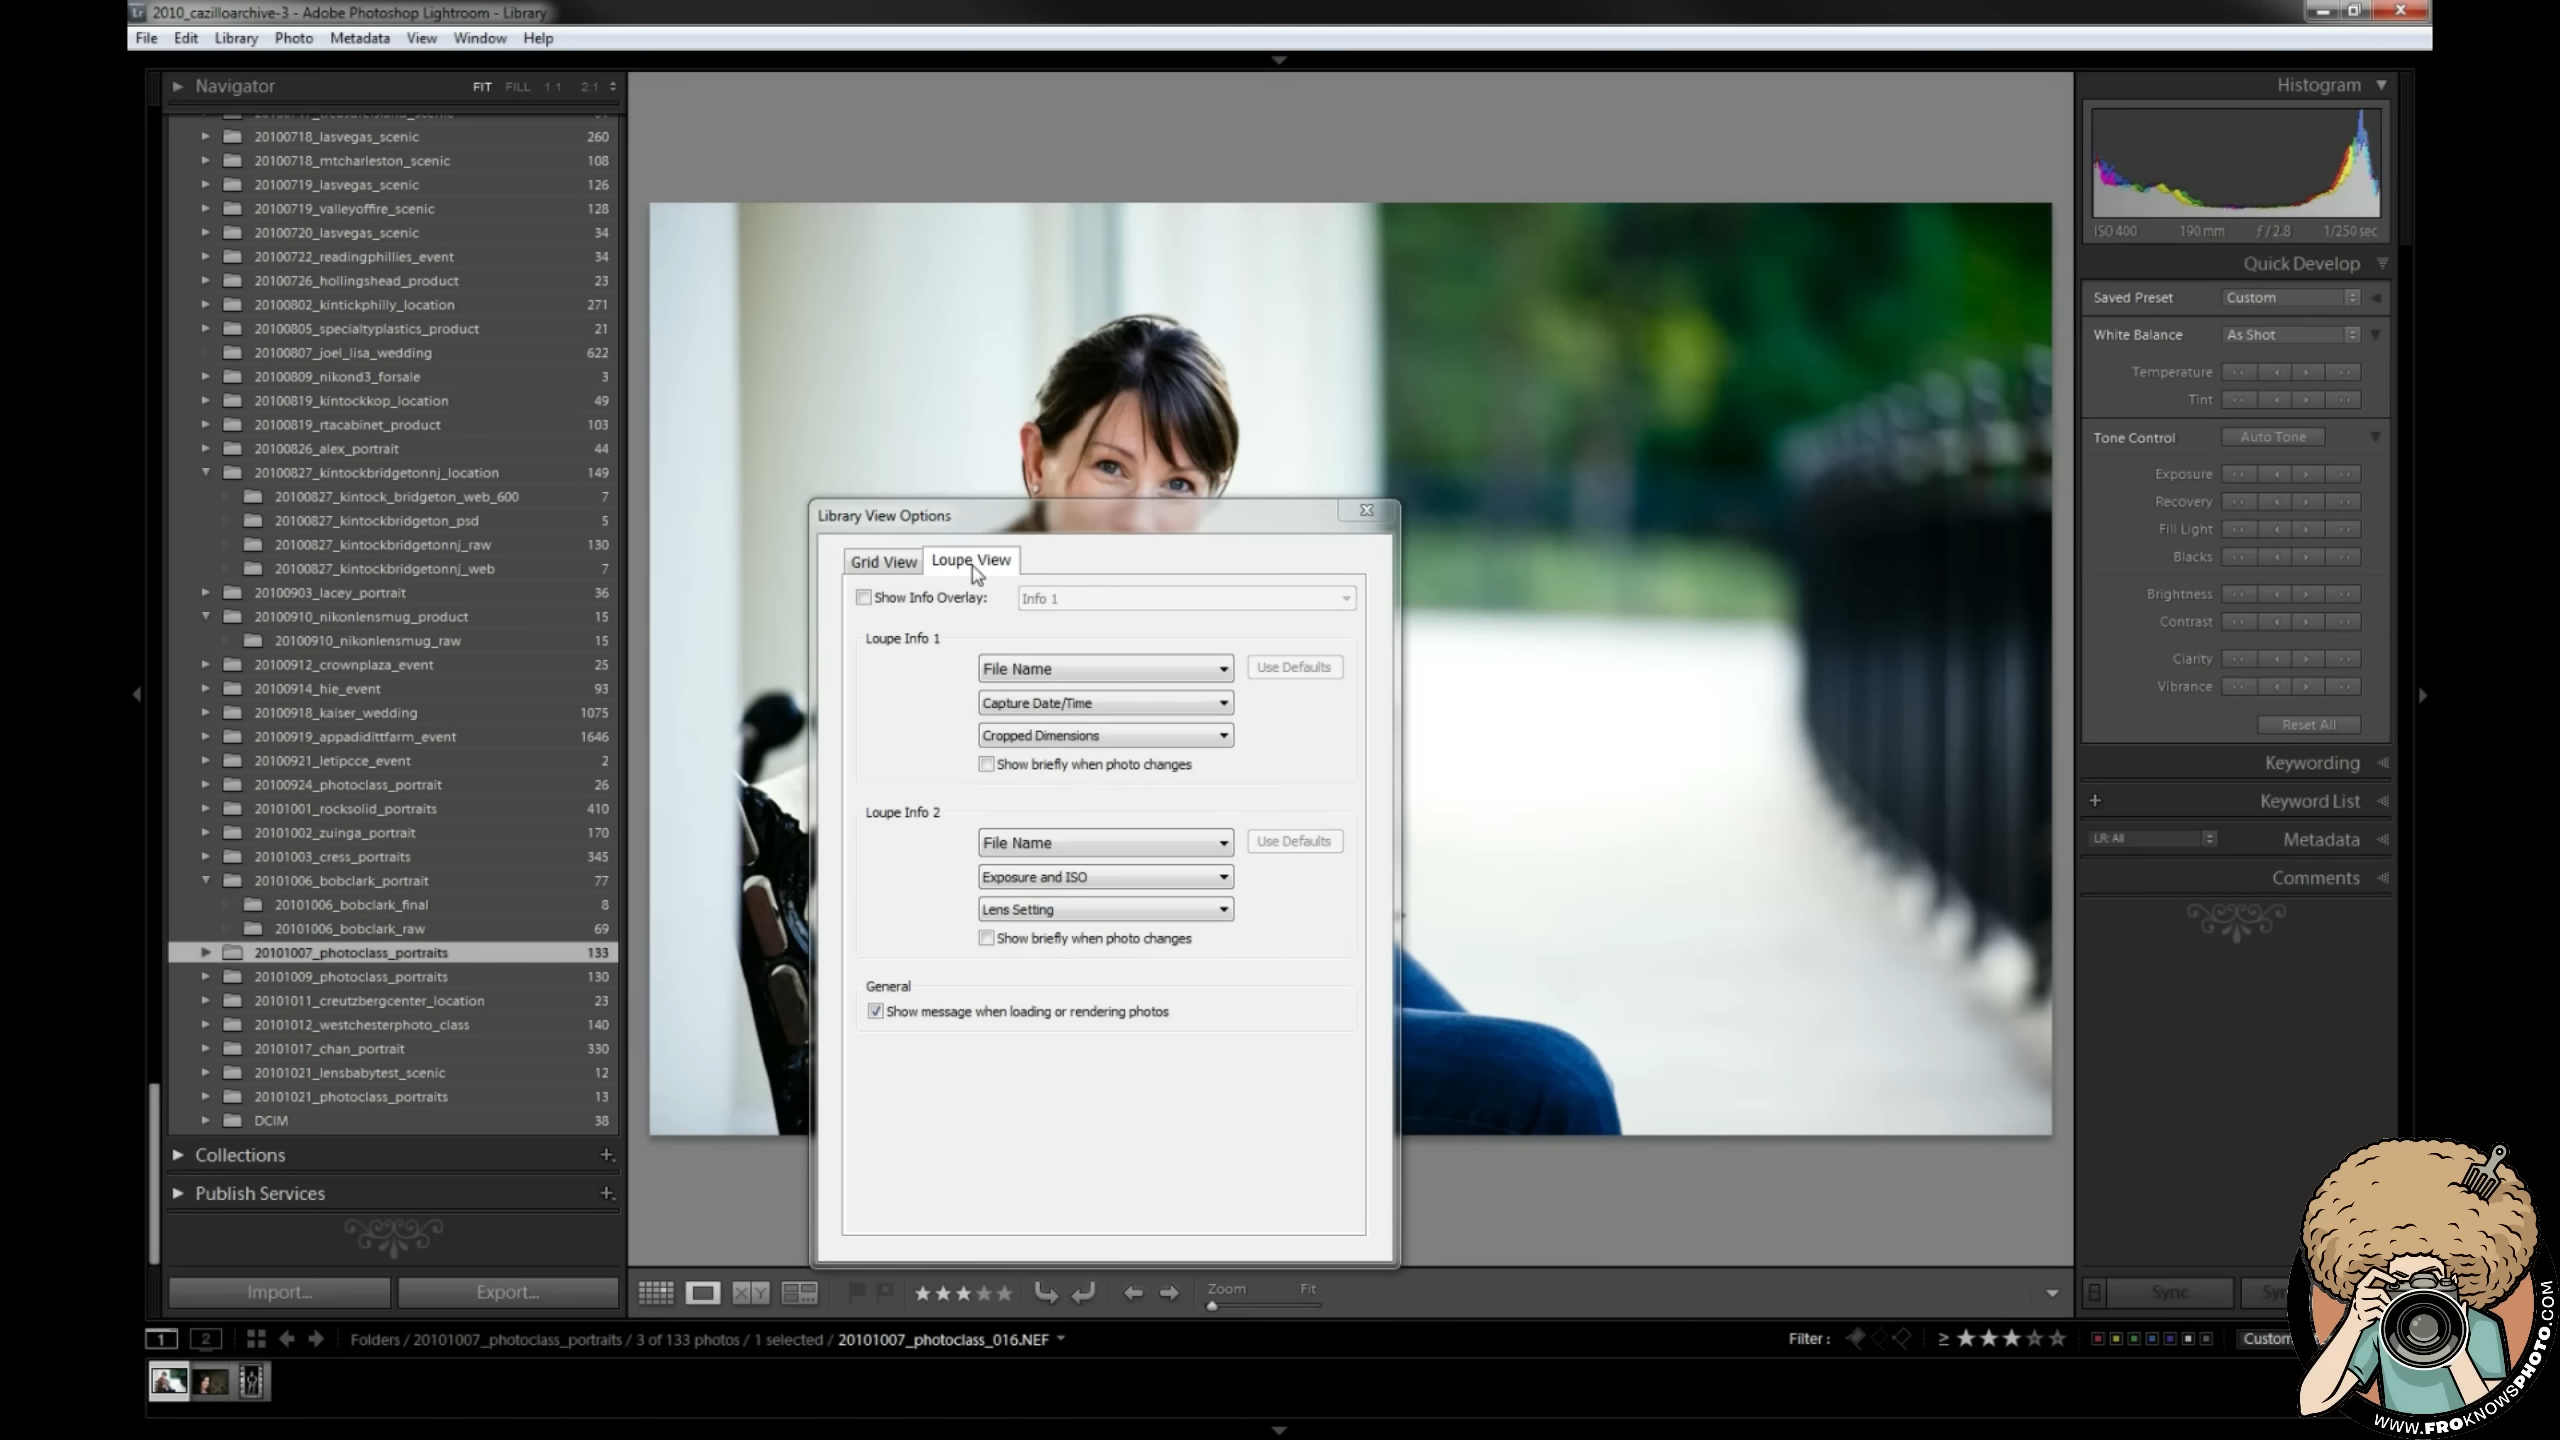 2010_cazilloarchive-3 - Adobe Photoshop Lightroom - Library
File Edit Library Photo Metadata View Window Help
Navigator FIT FILL 1:1 2:1
20100718_lasvegas_scenic 260
20100718_mtcharleston_scenic 108
20100719_lasvegas_scenic 126
20100719_valleyoffire_scenic 128
20100720_lasvegas_scenic 34
20100722_readingphillies_event 34
20100726_hollingshead_product 23
20100802_kintickphilly_location 271
20100805_specialtyplastics_product 21
20100807_joel_lisa_wedding 622
20100809_nikond3_forsale 3
20100819_kintockkop_location 49
20100819_rtacabinet_product 103
20100826_alex_portrait 44
20100827_kintockbridgetonnj_location 149
20100827_kintock_bridgeton_web_600 7
20100827_kintockbridgeton_psd 5
20100827_kintockbridgetonnj_raw 130
20100827_kintockbridgetonnj_web 7
20100903_lacey_portrait 36
20100910_nikonlensmug_product 15
20100910_nikonlensmug_raw 15
20100912_crownplaza_event 25
20100914_hie_event 93
20100918_kaiser_wedding 1075
20100919_appadidittfarm_event 1646
20100921_letipcce_event 2
20100924_photoclass_portrait 26
20101001_rocksolid_portraits 410
20101002_zuinga_portrait 170
20101003_cress_portraits 345
20101006_bobclark_portrait 77
20101006_bobclark_final 8
20101006_bobclark_raw 69
20101007_photoclass_portraits 133
20101009_photoclass_portraits 130
20101011_creutzbergcenter_location 23
20101012_westchesterphoto_class 140
20101017_chan_portrait 330
20101021_lensbabytest_scenic 12
20101021_photoclass_portraits 13
DCIM 38
Collections
Publish Services
Import... Export...
Library View Options
Grid View Loupe View
Show Info Overlay: Info 1
Loupe Info 1
File Name Use Defaults
Capture Date/Time
Cropped Dimensions
Show briefly when photo changes
Loupe Info 2
File Name Use Defaults
Exposure and ISO
Lens Setting
Show briefly when photo changes
General
Show message when loading or rendering photos
Histogram
ISO 400 190 mm ƒ / 2.8 1/250 sec
Quick Develop
Saved Preset Custom
White Balance As Shot
Temperature
Tint
Tone Control Auto Tone
Exposure
Recovery
Fill Light
Blacks
Brightness
Contrast
Clarity
Vibrance
Reset All
Keywording
Keyword List
LR: All Metadata
Comments
XY Zoom Fit
Sync
1 2 Folders / 20101007_photoclass_portraits / 3 of 133 photos / 1 selected / 20101007_photoclass_016.NEF
Filter : ≥
WWW.FROKNOWSPHOTO.COM